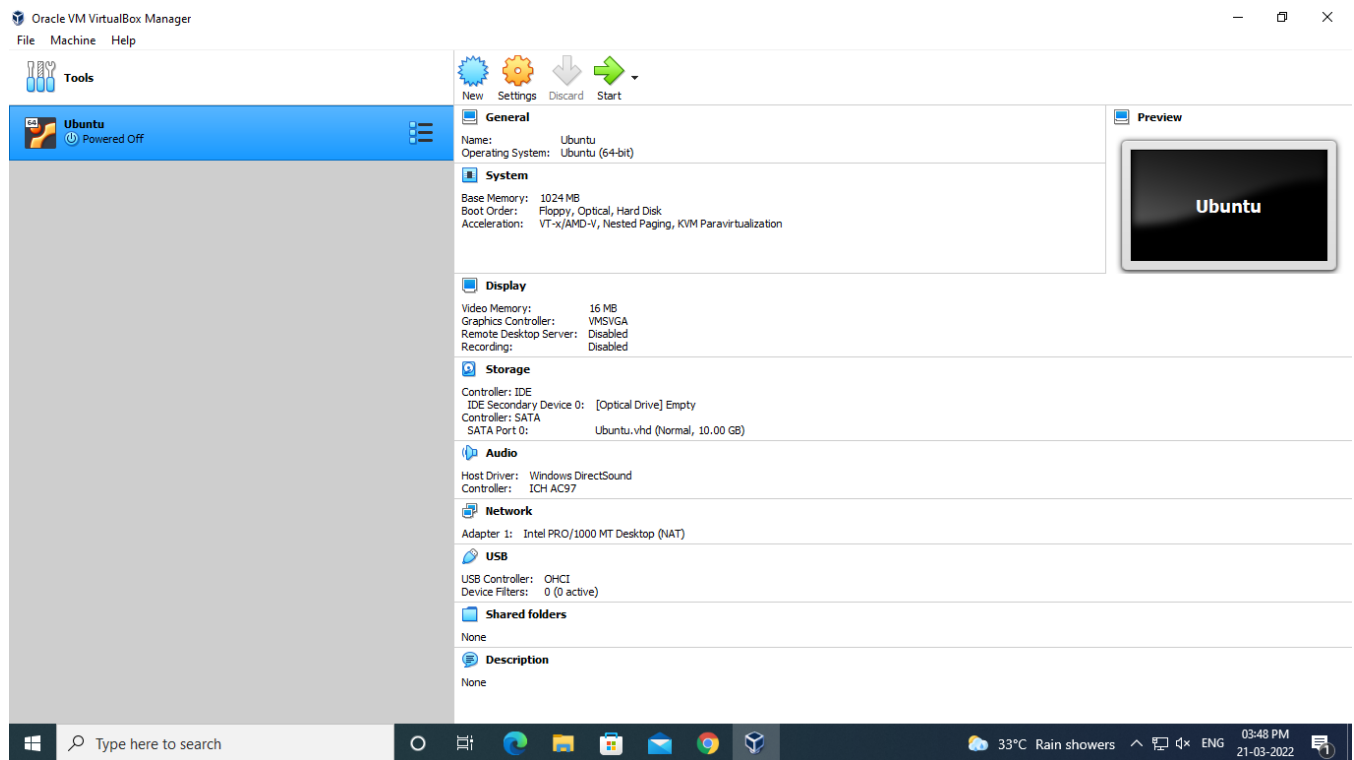 Oracle VM VirtualBox Manager
File Machine Help
Tools
New Settings Discard Start
64
Ubuntu
Powered Off
General
Name: Ubuntu
Operating System: Ubuntu (64-bit)
Preview
Ubuntu
System
Base Memory: 1024 MB
Boot Order: Floppy, Optical, Hard Disk
Acceleration: VT-x/AMD-V, Nested Paging, KVM Paravirtualization
Display
Video Memory: 16 MB
Graphics Controller: VMSVGA
Remote Desktop Server: Disabled
Recording: Disabled
Storage
Controller: IDE
IDE Secondary Device 0: [Optical Drive] Empty
Controller: SATA
SATA Port 0: Ubuntu.vhd (Normal, 10.00 GB)
Audio
Host Driver: Windows DirectSound
Controller: ICH AC97
Network
Adapter 1: Intel PRO/1000 MT Desktop (NAT)
USB
USB Controller: OHCI
Device Filters: 0 (0 active)
Shared folders
None
Description
None
Type here to search
33°C Rain showers
ENG
03:48 PM
21-03-2022
1